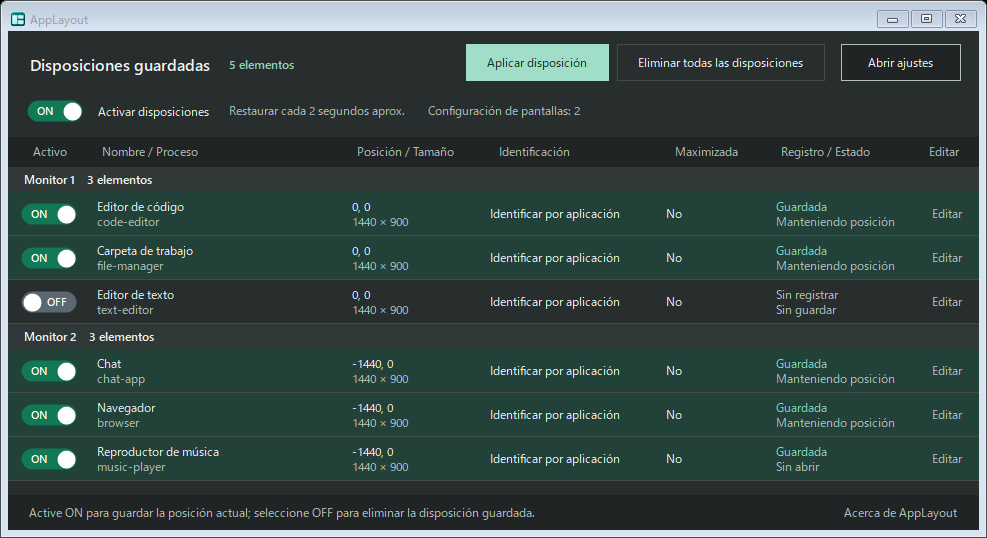 AppLayout
Disposiciones guardadas 5 elementos Aplicar disposición Eliminar todas las disposiciones Abrir ajustes
ON Activar disposiciones Restaurar cada 2 segundos aprox. Configuración de pantallas: 2
Activo Nombre / Proceso Posición / Tamaño Identificación Maximizada Registro / Estado Editar
Monitor 1 3 elementos
ON Editor de código 0, 0 Identificar por aplicación No Guardada Editar
code-editor 1440 × 900 Manteniendo posición
ON Carpeta de trabajo 0, 0 Identificar por aplicación No Guardada Editar
file-manager 1440 × 900 Manteniendo posición
OFF Editor de texto 0, 0 Identificar por aplicación No Sin registrar Editar
text-editor 1440 × 900 Sin guardar
Monitor 2 3 elementos
ON Chat -1440, 0 Identificar por aplicación No Guardada Editar
chat-app 1440 × 900 Manteniendo posición
ON Navegador -1440, 0 Identificar por aplicación No Guardada Editar
browser 1440 × 900 Manteniendo posición
ON Reproductor de música -1440, 0 Identificar por aplicación No Guardada Editar
music-player 1440 × 900 Sin abrir
Active ON para guardar la posición actual; seleccione OFF para eliminar la disposición guardada. Acerca de AppLayout